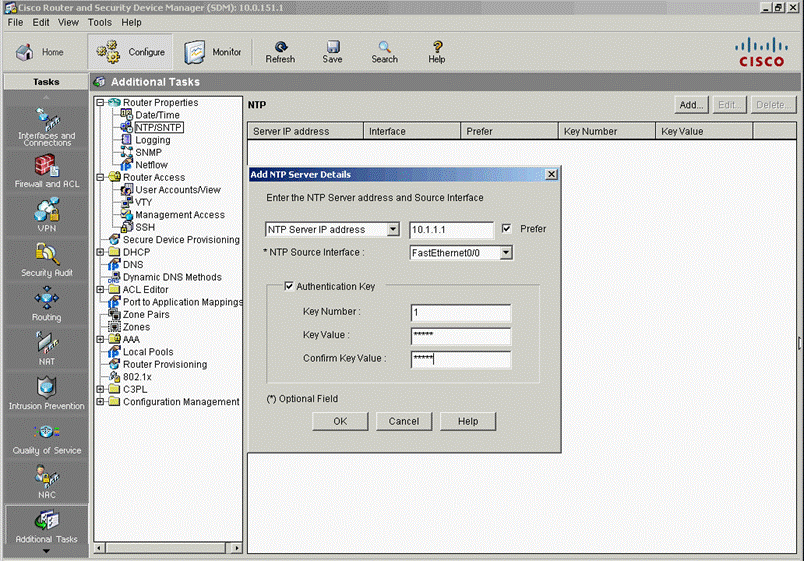 Cisco Router and Security Device Manager (SDM): 10.0.151.1
File Edit View Tools Help
Home
Configure
Monitor
Refresh
Save
Search
Help
CISCO
Tasks
Additional Tasks
Interfaces and Connections
Firewall and ACL
VPN
Security Audit
Routing
NAT
Intrusion Prevention
Quality of Service
NAC
Additional Tasks
Router Properties
Date/Time
NTP/SNTP
Logging
SNMP
Netflow
Router Access
User Accounts/View
VTY
Management Access
SSH
Secure Device Provisioning
DHCP
DNS
Dynamic DNS Methods
ACL Editor
Port to Application Mappings
Zone Pairs
Zones
AAA
Local Pools
Router Provisioning
802.1x
C3PL
Configuration Management
NTP
Add... Edit... Delete...
Server IP address Interface Prefer Key Number Key Value
Add NTP Server Details
Enter the NTP Server address and Source Interface
NTP Server IP address 10.1.1.1 Prefer
* NTP Source Interface : FastEthernet0/0
Authentication Key
Key Number : 1
Key Value : *****
Confirm Key Value : *****
(*) Optional Field
OK Cancel Help